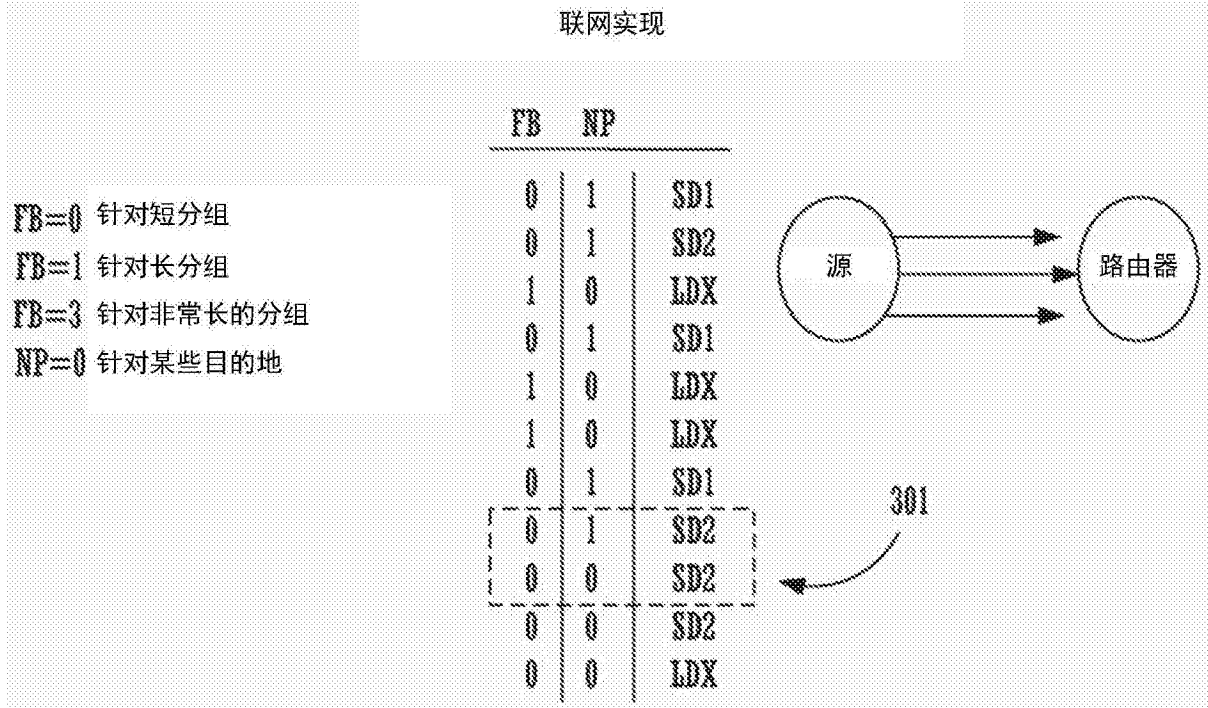 联网实现
FB NP
FB=0 针对短分组
FB=1 针对长分组
FB=3 针对非常长的分组
NP=0 针对某些目的地
0 1 SD1
0 1 SD2
1 0 LDX
0 1 SD1
1 0 LDX
1 0 LDX
0 1 SD1
0 1 SD2
0 0 SD2
0 0 SD2
0 0 LDX
源
路由器
301